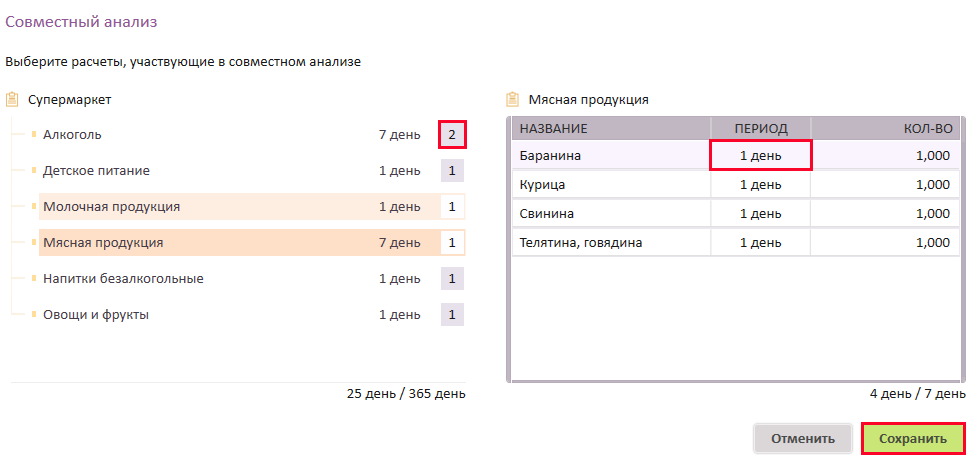 Совместный анализ
Выберите расчеты, участвующие в совместном анализе
Супермаркет
Алкоголь 7 день 2
Детское питание 1 день 1
Молочная продукция 1 день 1
Мясная продукция 7 день 1
Напитки безалкогольные 1 день 1
Овощи и фрукты 1 день 1
25 день / 365 день
Мясная продукция
НАЗВАНИЕ ПЕРИОД КОЛ-ВО
Баранина 1 день 1,000
Курица 1 день 1,000
Свинина 1 день 1,000
Телятина, говядина 1 день 1,000
4 день / 7 день
Отменить Сохранить